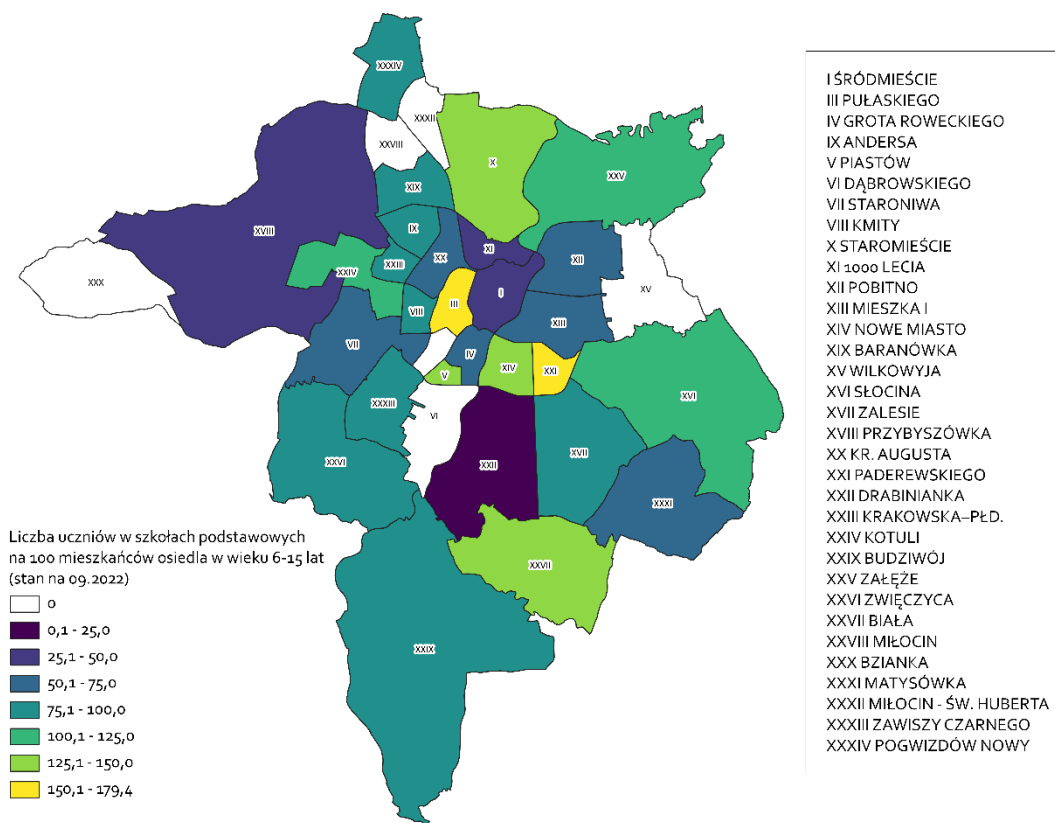 XXXIV
XXXII
XXVIII
X
XXV
XIX
IX
XVIII
XI
XX
XII
XXIII
XXIV
XXX
XV
I
III
VIII
XIII
VII
IV
XIV
XXI
V
XVI
XXXIII
VI
XXVI
XXII
XVII
XXXI
XXVII
XXIX
Liczba uczniów w szkołach podstawowych
na 100 mieszkańców osiedla w wieku 6-15 lat
(stan na 09.2022)
0
0,1 - 25,0
25,1 - 50,0
50,1 - 75,0
75,1 - 100,0
100,1 - 125,0
125,1 - 150,0
150,1 - 179,4
I ŚRÓDMIEŚCIE
III PUŁASKIEGO
IV GROTA ROWECKIEGO
IX ANDERSA
V PIASTÓW
VI DĄBROWSKIEGO
VII STARONIWA
VIII KMITY
X STAROMIEŚCIE
XI 1000 LECIA
XII POBITNO
XIII MIESZKA I
XIV NOWE MIASTO
XIX BARANÓWKA
XV WILKOWYJA
XVI SŁOCINA
XVII ZALESIE
XVIII PRZYBYSZÓWKA
XX KR. AUGUSTA
XXI PADEREWSKIEGO
XXII DRABINIANKA
XXIII KRAKOWSKA–PŁD.
XXIV KOTULI
XXIX BUDZIWÓJ
XXV ZAŁĘŻE
XXVI ZWIĘCZYCA
XXVII BIAŁA
XXVIII MIŁOCIN
XXX BZIANKA
XXXI MATYSÓWKA
XXXII MIŁOCIN - ŚW. HUBERTA
XXXIII ZAWISZY CZARNEGO
XXXIV POGWIZDÓW NOWY